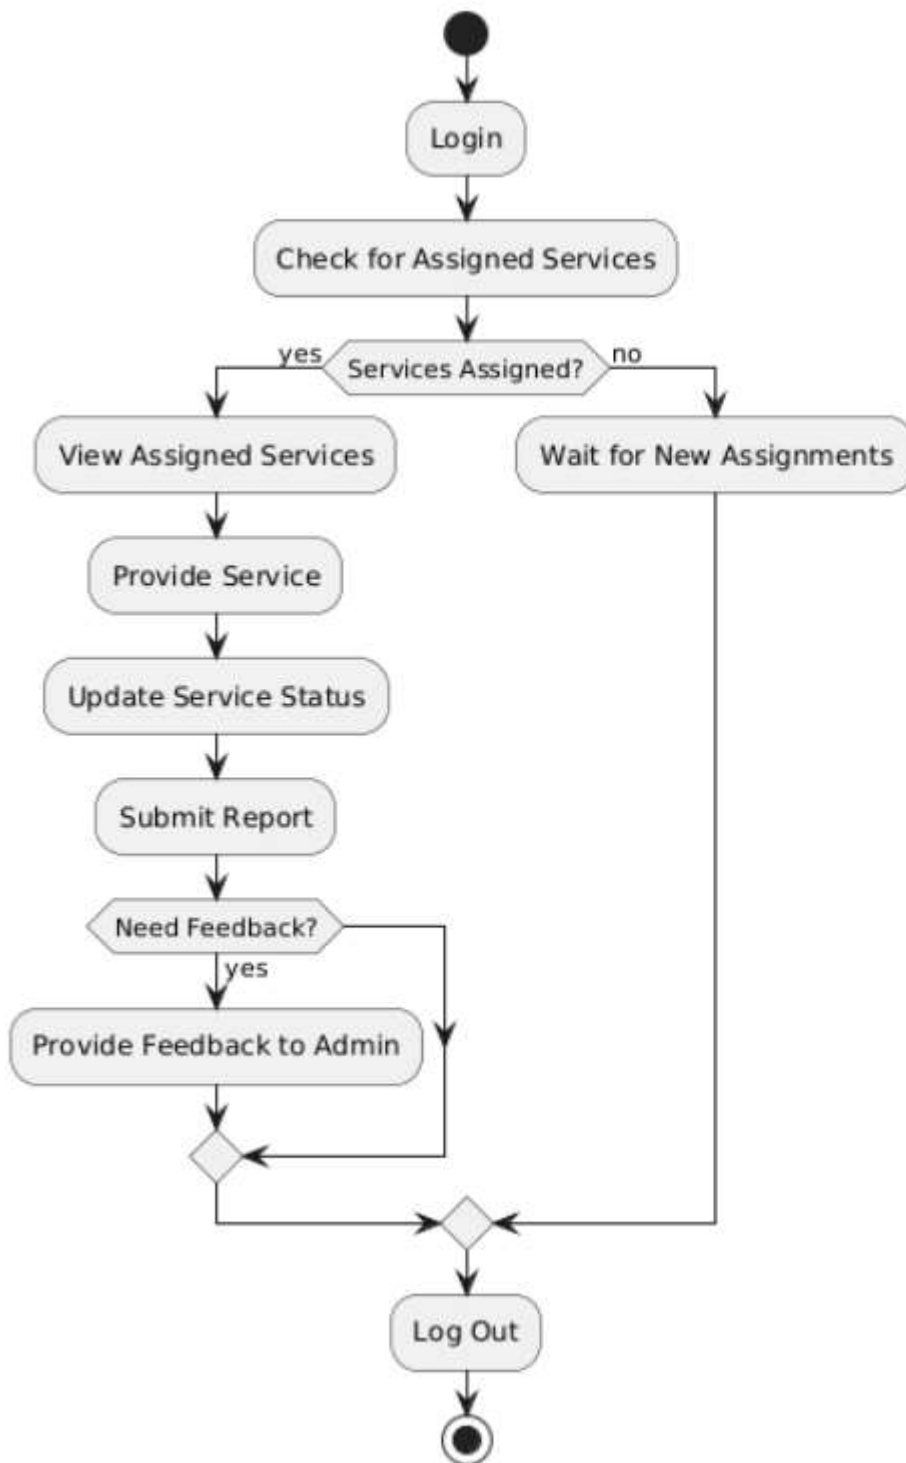 Login
Check for Assigned Services
yes
Services Assigned?
no
View Assigned Services
Wait for New Assignments
Provide Service
Update Service Status
Submit Report
Need Feedback?
yes
Provide Feedback to Admin
Log Out